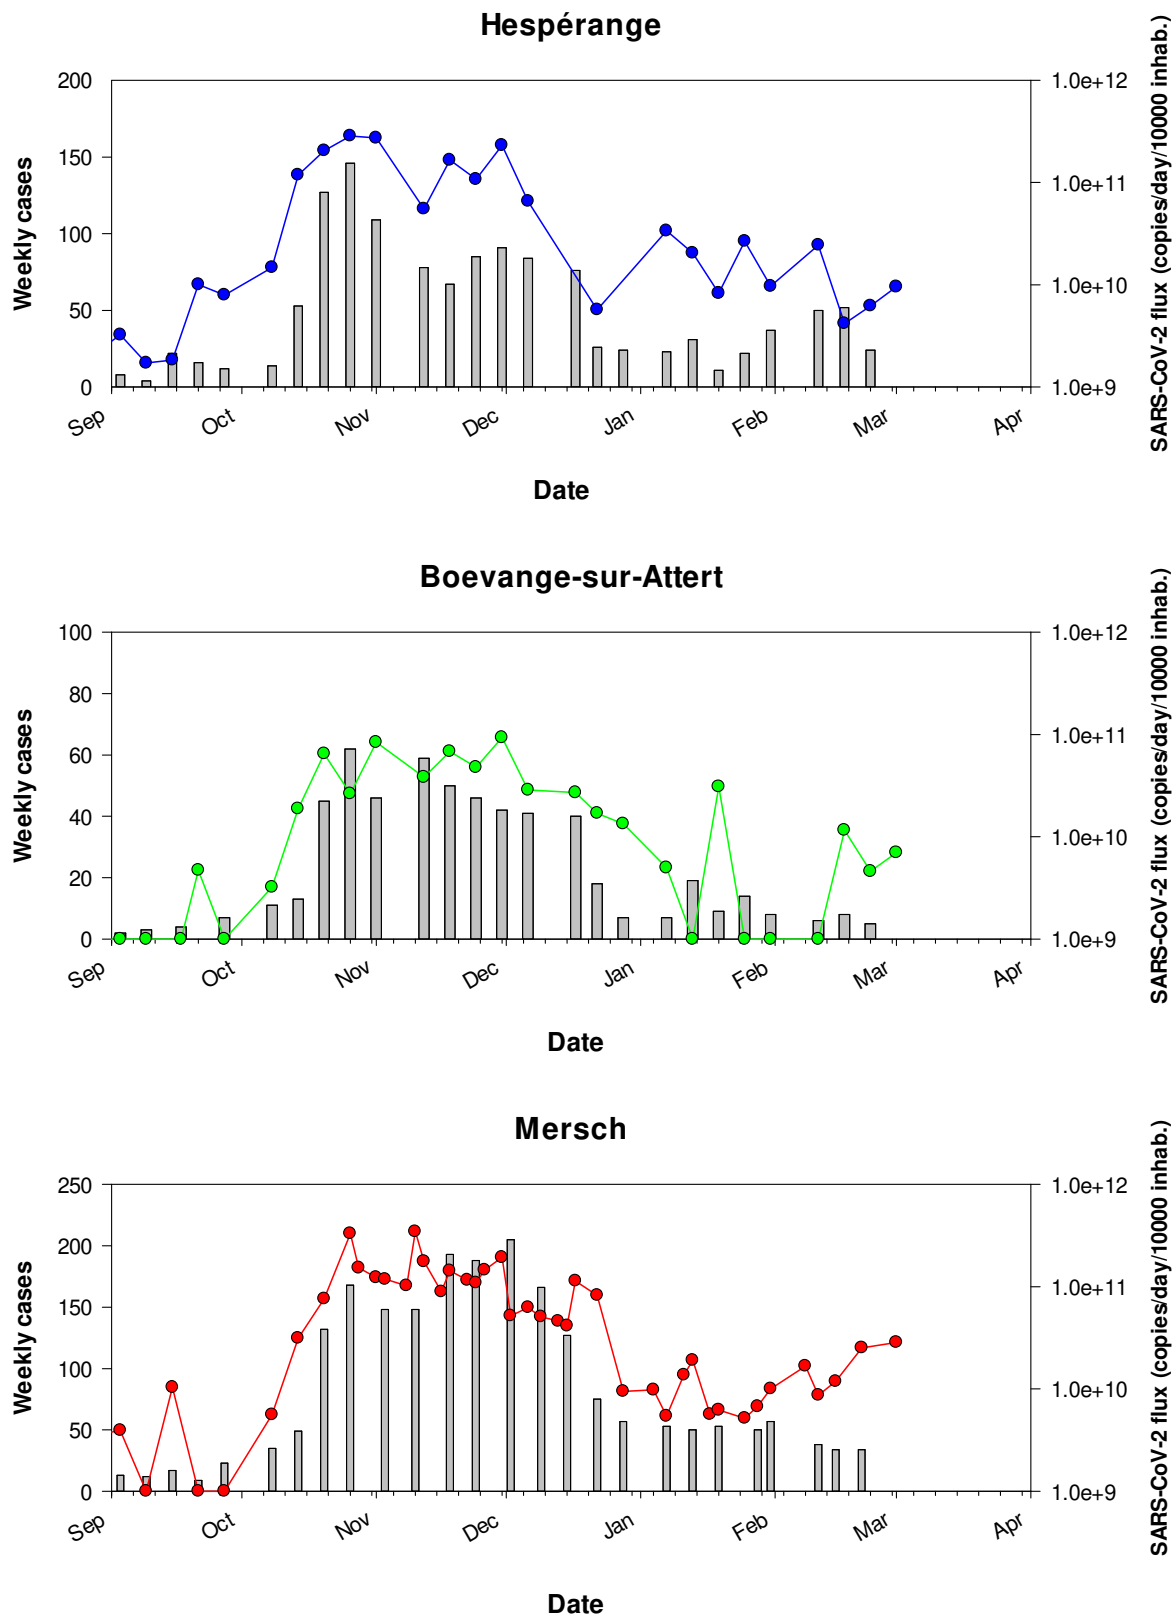 Hespérange
Weekly cases
SARS-CoV-2 flux (copies/day/10000 inhab.)
200
150
100
50
0
1.0e+12
1.0e+11
1.0e+10
1.0e+9
Sep Oct Nov Dec Jan Feb Mar Apr
Date
Boevange-sur-Attert
Weekly cases
SARS-CoV-2 flux (copies/day/10000 inhab.)
100
80
60
40
20
0
1.0e+12
1.0e+11
1.0e+10
1.0e+9
Sep Oct Nov Dec Jan Feb Mar Apr
Date
Mersch
Weekly cases
SARS-CoV-2 flux (copies/day/10000 inhab.)
250
200
150
100
50
0
1.0e+12
1.0e+11
1.0e+10
1.0e+9
Sep Oct Nov Dec Jan Feb Mar Apr
Date